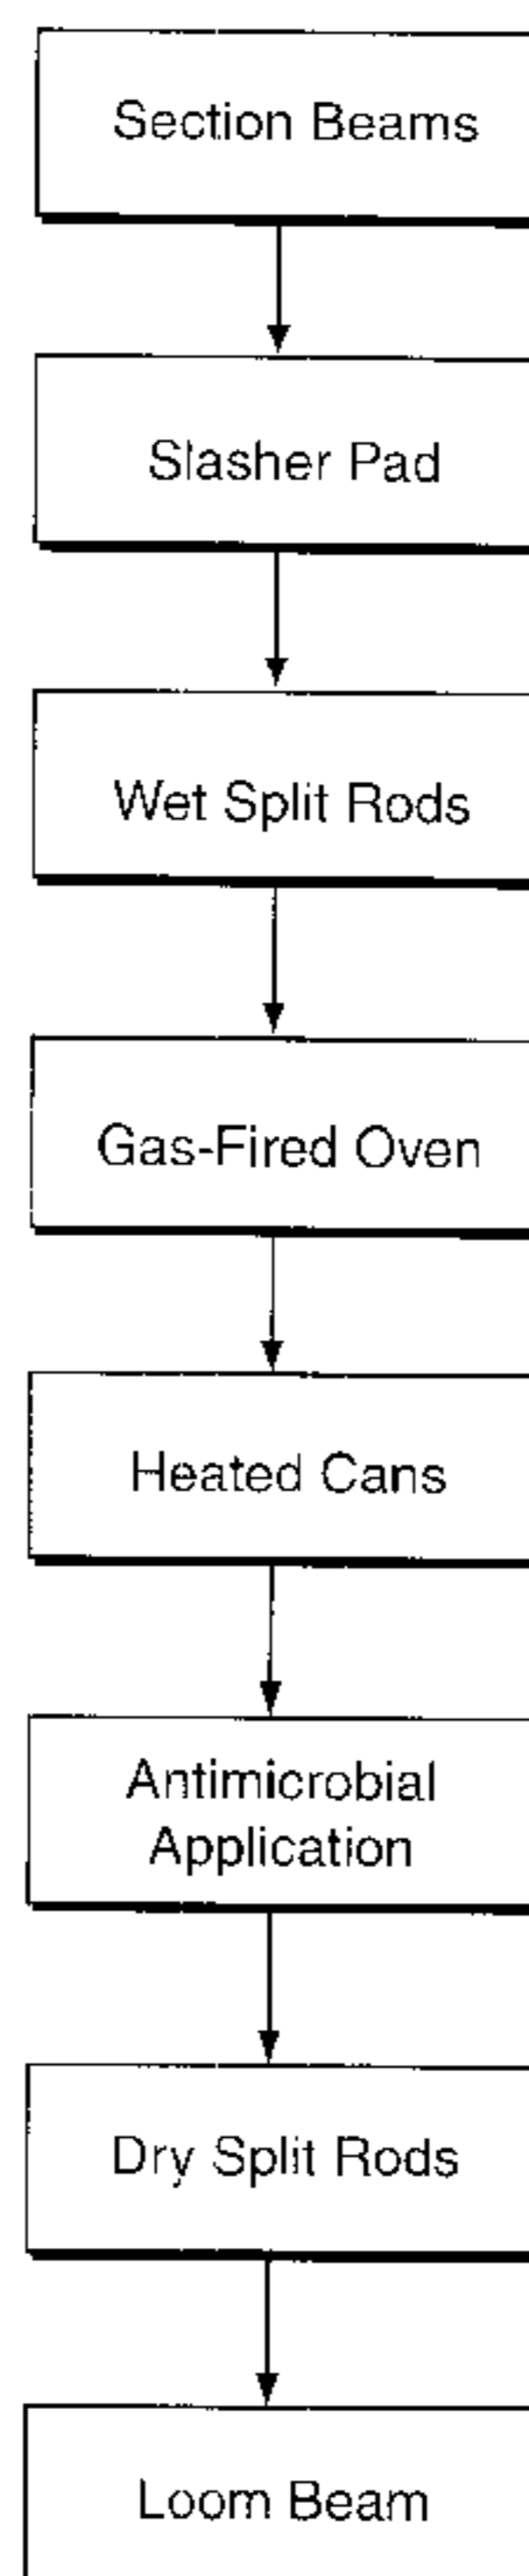 Section Beams
Slasher Pad
Wet Split Rods
Gas-Fired Oven
Heated Cans
Antimicrobial
Application
Dry Split Rods
Loom Beam